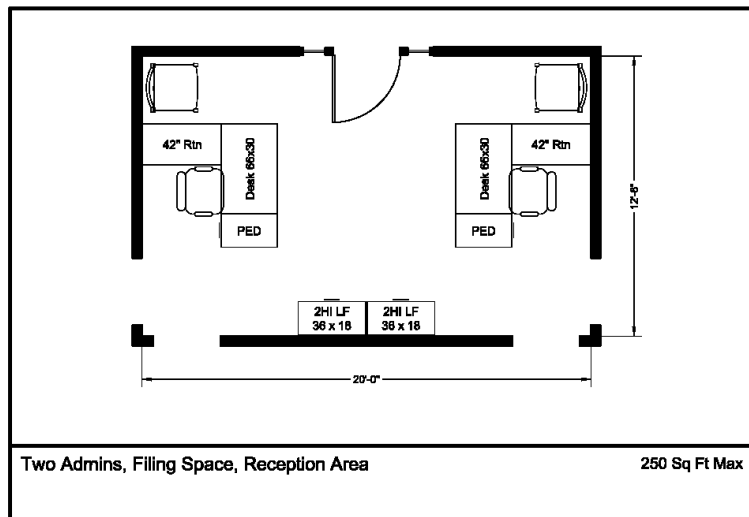 42" Rtn
Desk 66x30
PED
42" Rtn
Desk 66x30
PED
12'-6"
2HI LF
36 x 18
2HI LF
36 x 18
20'-0"
Two Admins, Filing Space, Reception Area
250 Sq Ft Max